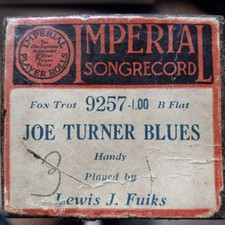 IMPERIAL
PLAYER ROLLS
IMPERIAL
SONGRECORD
Fox Trot 9257-1.00 B Flat
JOE TURNER BLUES
Handy
3
Played by
Lewis J. Fuiks